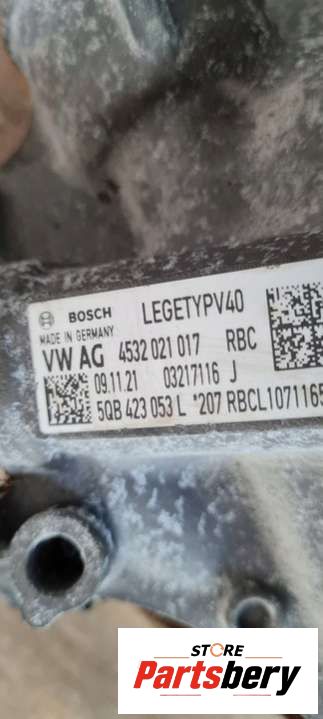 BOSCH LEGETYPV40
MADE IN GERMANY
VW AG 4532 021 017 RBC
09.11.21 03217116 J
5QB 423 053 L *207 RBCL1071165
STORE
Partsbery